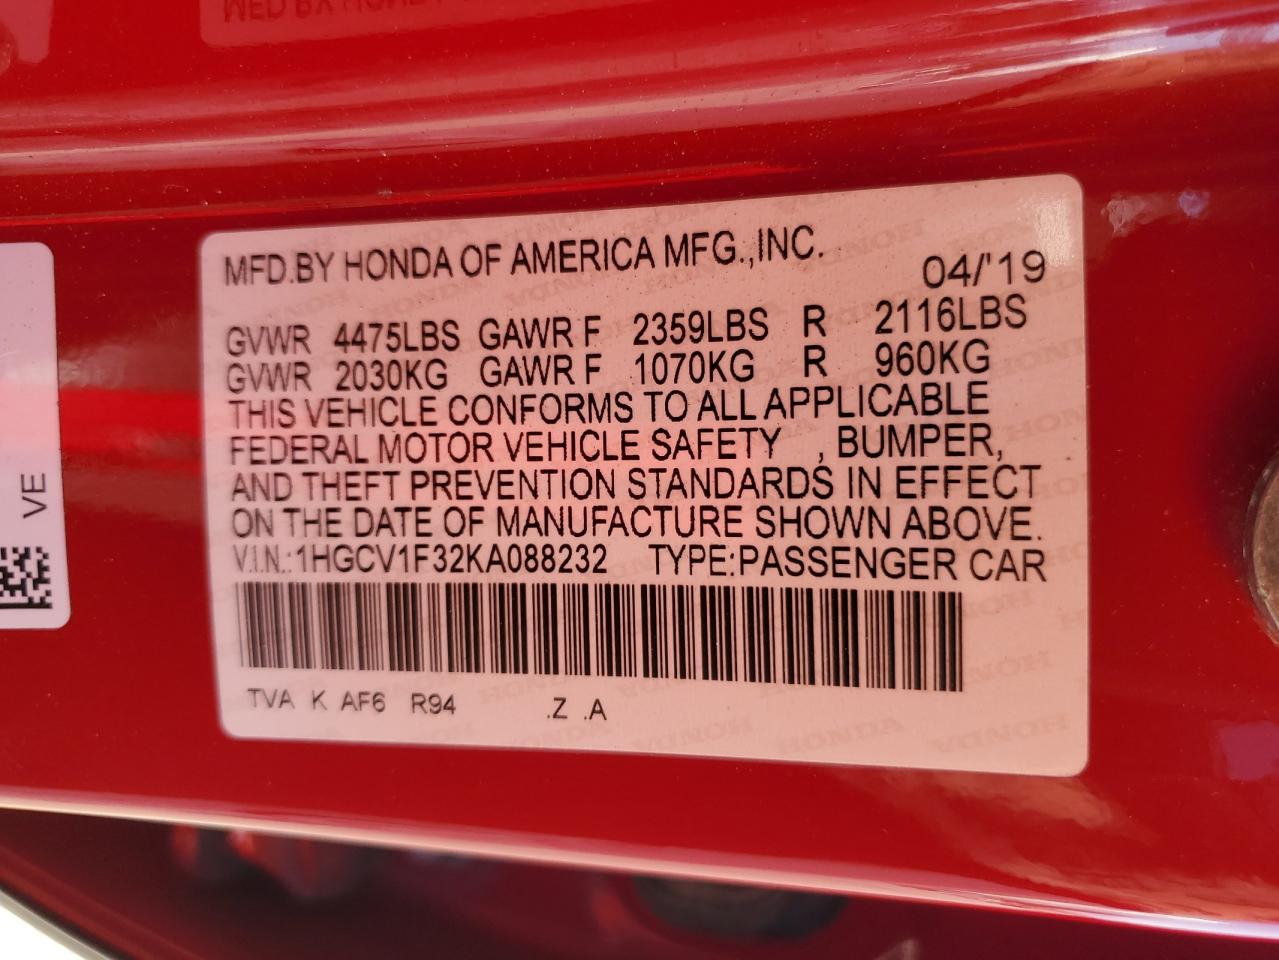 MFD.BY HONDA OF AMERICA MFG.,INC.
04/'19
GVWR 4475LBS GAWR F 2359LBS R 2116LBS
GVWR 2030KG GAWR F 1070KG R 960KG
THIS VEHICLE CONFORMS TO ALL APPLICABLE
FEDERAL MOTOR VEHICLE SAFETY , BUMPER,
AND THEFT PREVENTION STANDARDS IN EFFECT
ON THE DATE OF MANUFACTURE SHOWN ABOVE.
V.I.N.:1HGCV1F32KA088232 TYPE:PASSENGER CAR
TVA K AF6 R94 .Z .A
VE